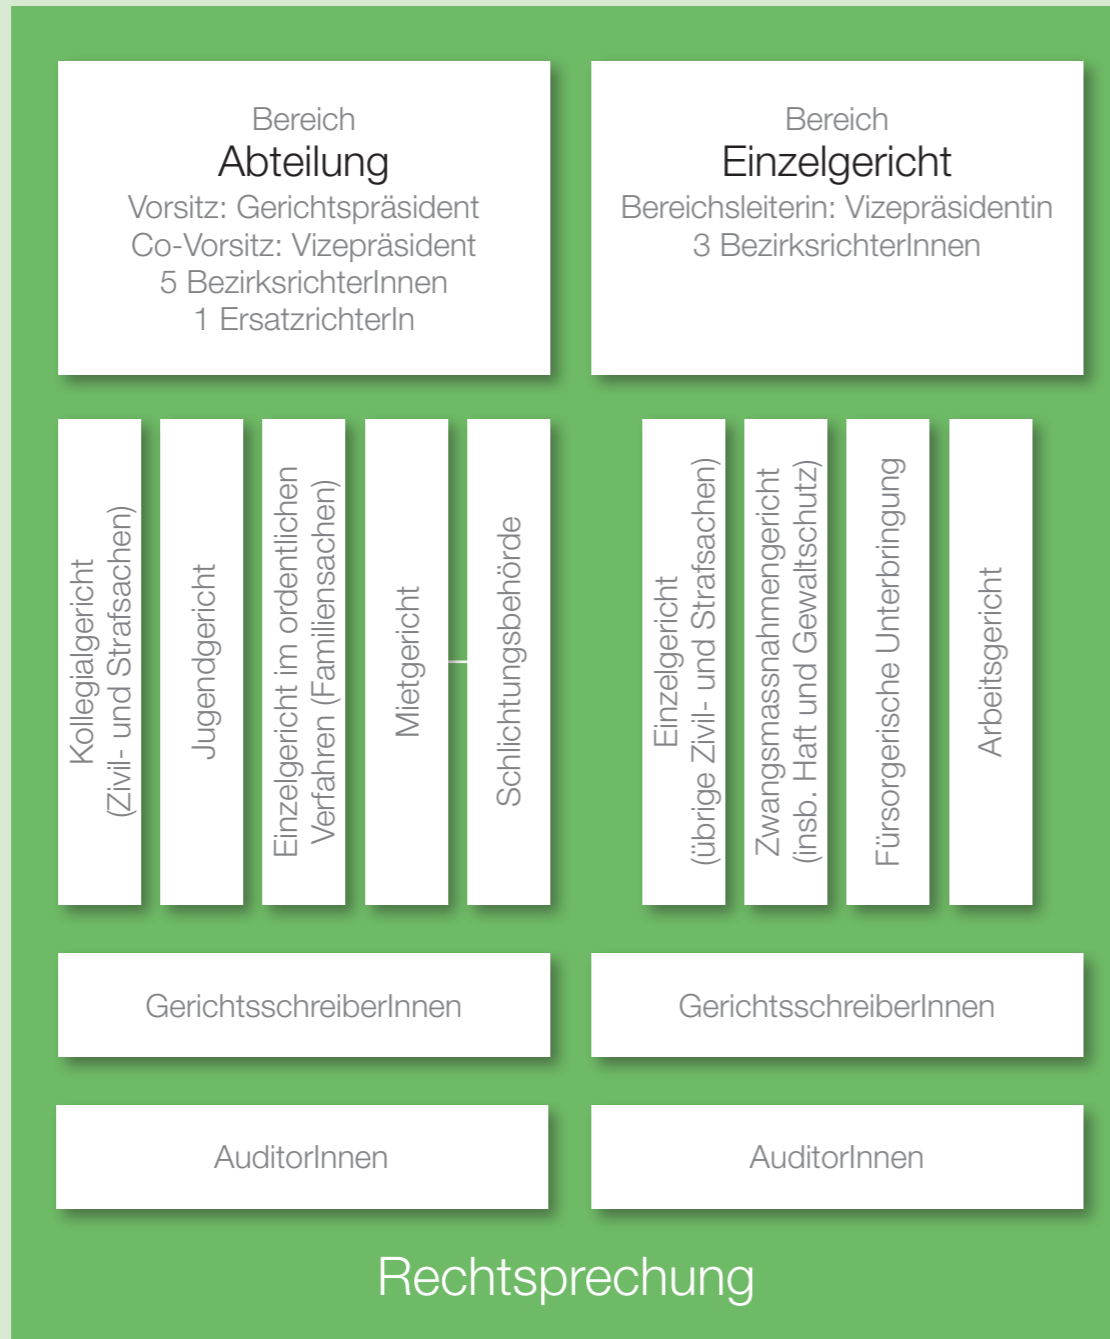 Bereich
Abteilung
Vorsitz: Gerichtspräsident
Co-Vorsitz: Vizepräsident
5 BezirksrichterInnen
1 ErsatzrichterIn
Bereich
Einzelgericht
Bereichsleiterin: Vizepräsidentin
3 BezirksrichterInnen
Kollegialgericht
(Zivil- und Strafsachen)
Jugendgericht
Einzelgericht im ordentlichen
Verfahren (Familiensachen)
Mietgericht
Schlichtungsbehörde
Einzelgericht
(übrige Zivil- und Strafsachen)
Zwangsmassnahmengericht
(insb. Haft und Gewaltschutz)
Fürsorgerische Unterbringung
Arbeitsgericht
GerichtsschreiberInnen
GerichtsschreiberInnen
AuditorInnen
AuditorInnen
Rechtsprechung